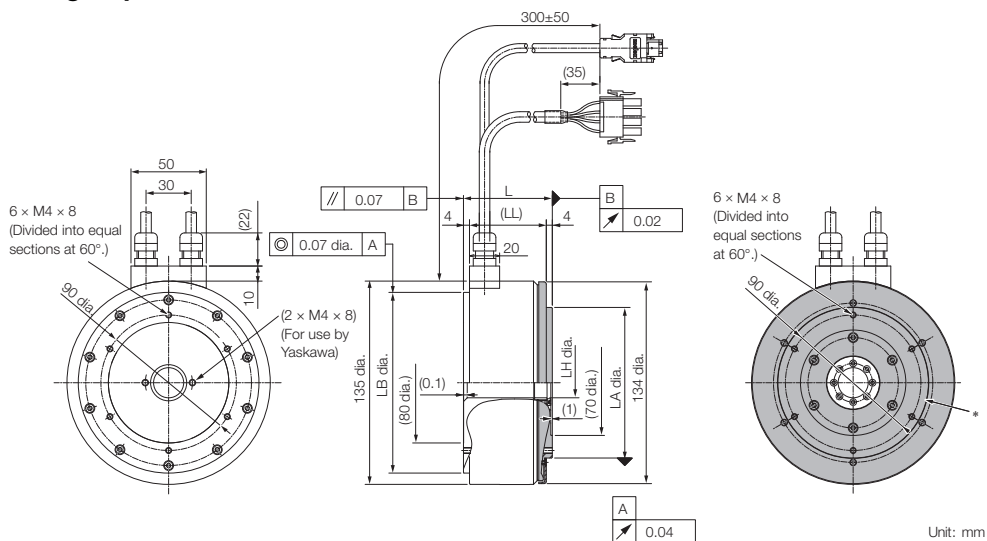 300±50
(35)
50
30
6 × M4 × 8
(Divided into equal
sections at 60°.)
(22)
10
90 dia.
(2 × M4 × 8)
(For use by
Yaskawa)
// 0.07 B
◎ 0.07 dia. A
L
4
(LL)
4
20
B
↗ 0.02
135 dia.
LB dia.
(80 dia.)
(0.1)
LH dia.
(1)
(70 dia.)
LA dia.
134 dia.
A
↗ 0.04
6 × M4 × 8
(Divided into
equal sections
at 60°.)
90 dia.
*
Unit: mm